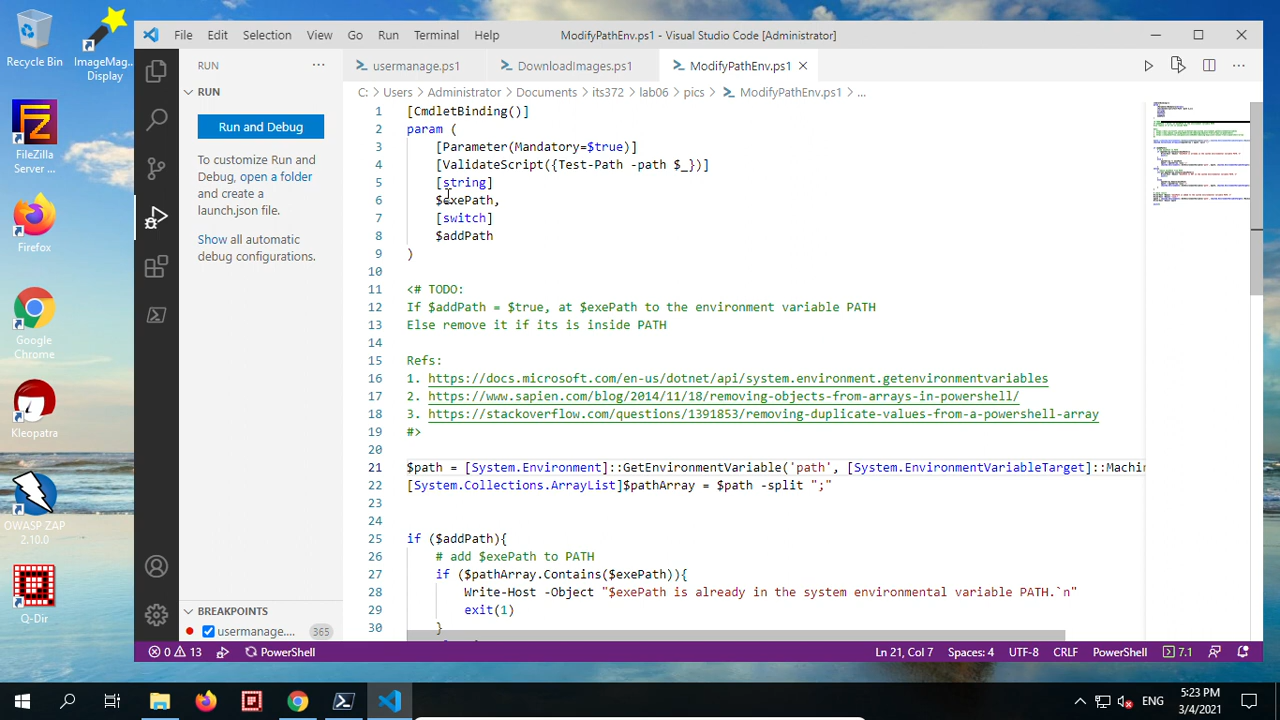 Recycle Bin
ImageMag...
Display
FileZilla
Server ...
Firefox
Google
Chrome
Kleopatra
OWASP ZAP
2.10.0
Q-Dir
File Edit Selection View Go Run Terminal Help
ModifyPathEnv.ps1 - Visual Studio Code [Administrator]
RUN
RUN
Run and Debug
To customize Run and
Debug, open a folder
and create a
launch.json file.
Show all automatic
debug configurations.
BREAKPOINTS
usermanage.... 365
usermanage.ps1 DownloadImages.ps1 ModifyPathEnv.ps1
C: > Users > Administrator > Documents > its372 > lab06 > pics > ModifyPathEnv.ps1 > ...
1 [CmdletBinding()]
2 param (
3 [Parameter(Mandatory=$true)]
4 [ValidateScript({Test-Path -path $_})]
5 [string]
6 $exePath,
7 [switch]
8 $addPath
9 )
10
11 <# TODO:
12 If $addPath = $true, at $exePath to the environment variable PATH
13 Else remove it if its is inside PATH
14
15 Refs:
16 1. https://docs.microsoft.com/en-us/dotnet/api/system.environment.getenvironmentvariables
17 2. https://www.sapien.com/blog/2014/11/18/removing-objects-from-arrays-in-powershell/
18 3. https://stackoverflow.com/questions/1391853/removing-duplicate-values-from-a-powershell-array
19 #>
20
21 $path = [System.Environment]::GetEnvironmentVariable('path', [System.EnvironmentVariableTarget]::Machin
22 [System.Collections.ArrayList]$pathArray = $path -split ";"
23
24
25 if ($addPath){
26 # add $exePath to PATH
27 if ($pathArray.Contains($exePath)){
28 Write-Host -Object "$exePath is already in the system environmental variable PATH.`n"
29 exit(1)
30 }
0 13 PowerShell Ln 21, Col 7 Spaces: 4 UTF-8 CRLF PowerShell 7.1
ENG
5:23 PM
3/4/2021